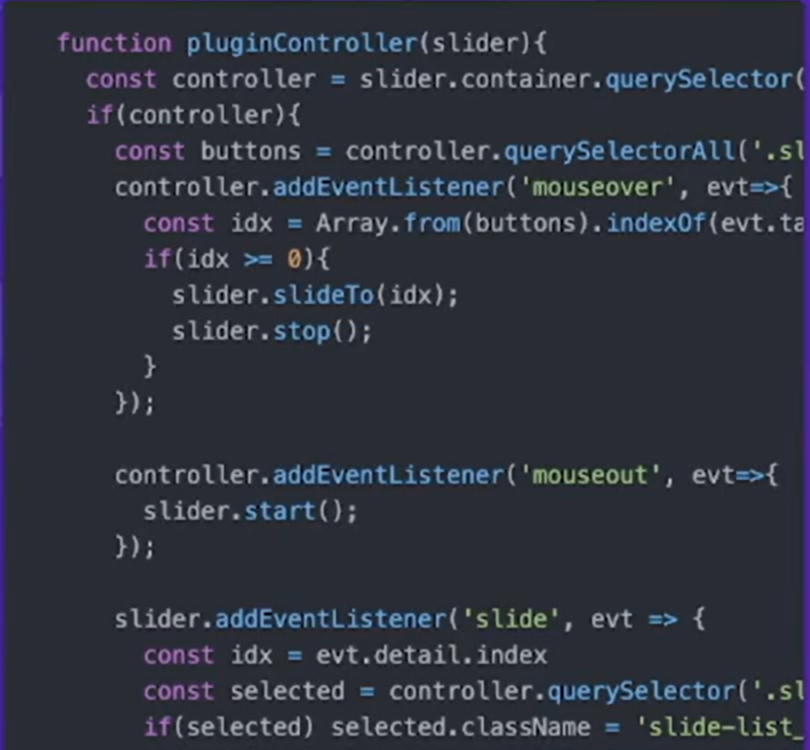 function pluginController(slider){
const controller = slider.container.querySelector(
if(controller){
const buttons = controller.querySelectorAll('.sl
controller.addEventListener('mouseover', evt=>{
const idx = Array.from(buttons).indexOf(evt.ta
if(idx >= 0){
slider.slideTo(idx);
slider.stop();
}
});
controller.addEventListener('mouseout', evt=>{
slider.start();
});
slider.addEventListener('slide', evt => {
const idx = evt.detail.index
const selected = controller.querySelector('.sl
if(selected) selected.className = 'slide-list_